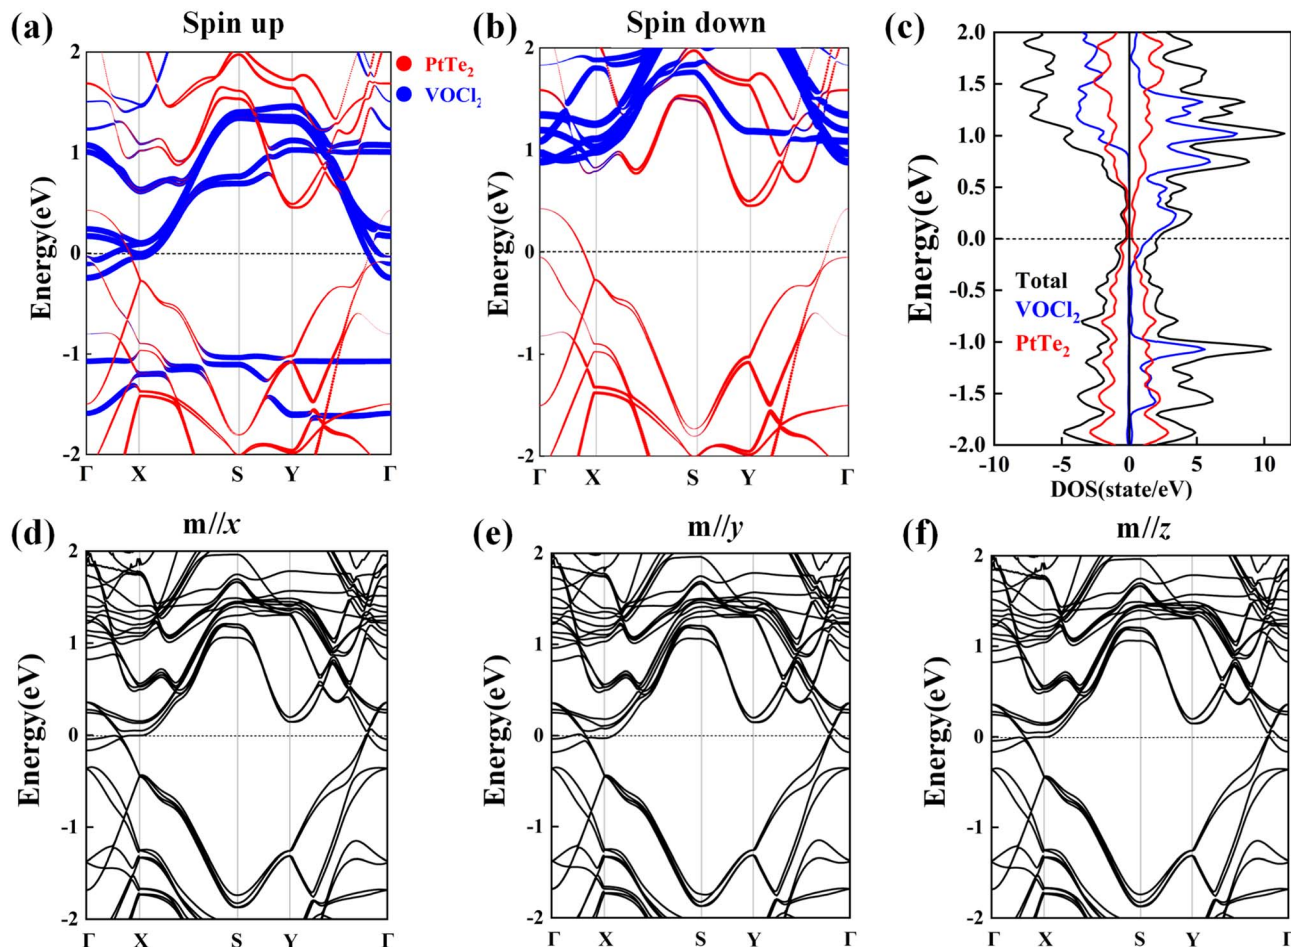 (a) Spin up
Energy(eV)
2
1
0
-1
-2
Γ X S Y Γ
PtTe₂
VOCl₂
(b) Spin down
Energy(eV)
2
1
0
-1
-2
Γ X S Y Γ
(c)
Energy(eV)
2.0
1.5
1.0
0.5
0.0
-0.5
-1.0
-1.5
-2.0
Total
VOCl₂
PtTe₂
-10 -5 0 5 10
DOS(state/eV)
(d) m//x
Energy(eV)
2
1
0
-1
-2
Γ X S Y Γ
(e) m//y
Energy(eV)
2
1
0
-1
-2
Γ X S Y Γ
(f) m//z
Energy(eV)
2
1
0
-1
-2
Γ X S Y Γ